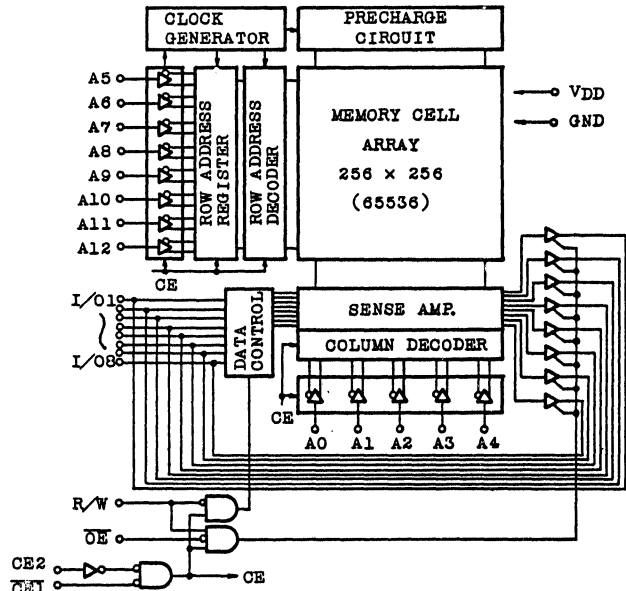 CLOCK GENERATOR
PRECHARGE CIRCUIT
A5
A6
A7
A8
A9
A10
A11
A12
ROW ADDRESS REGISTER
ROW ADDRESS DECODER
MEMORY CELL
ARRAY
256 × 256
(65536)
VDD
GND
CE
I/O1
I/O8
DATA CONTROL
SENSE AMP.
COLUMN DECODER
CE
A0 A1 A2 A3 A4
R/W
OE
CE2
CE1
CE